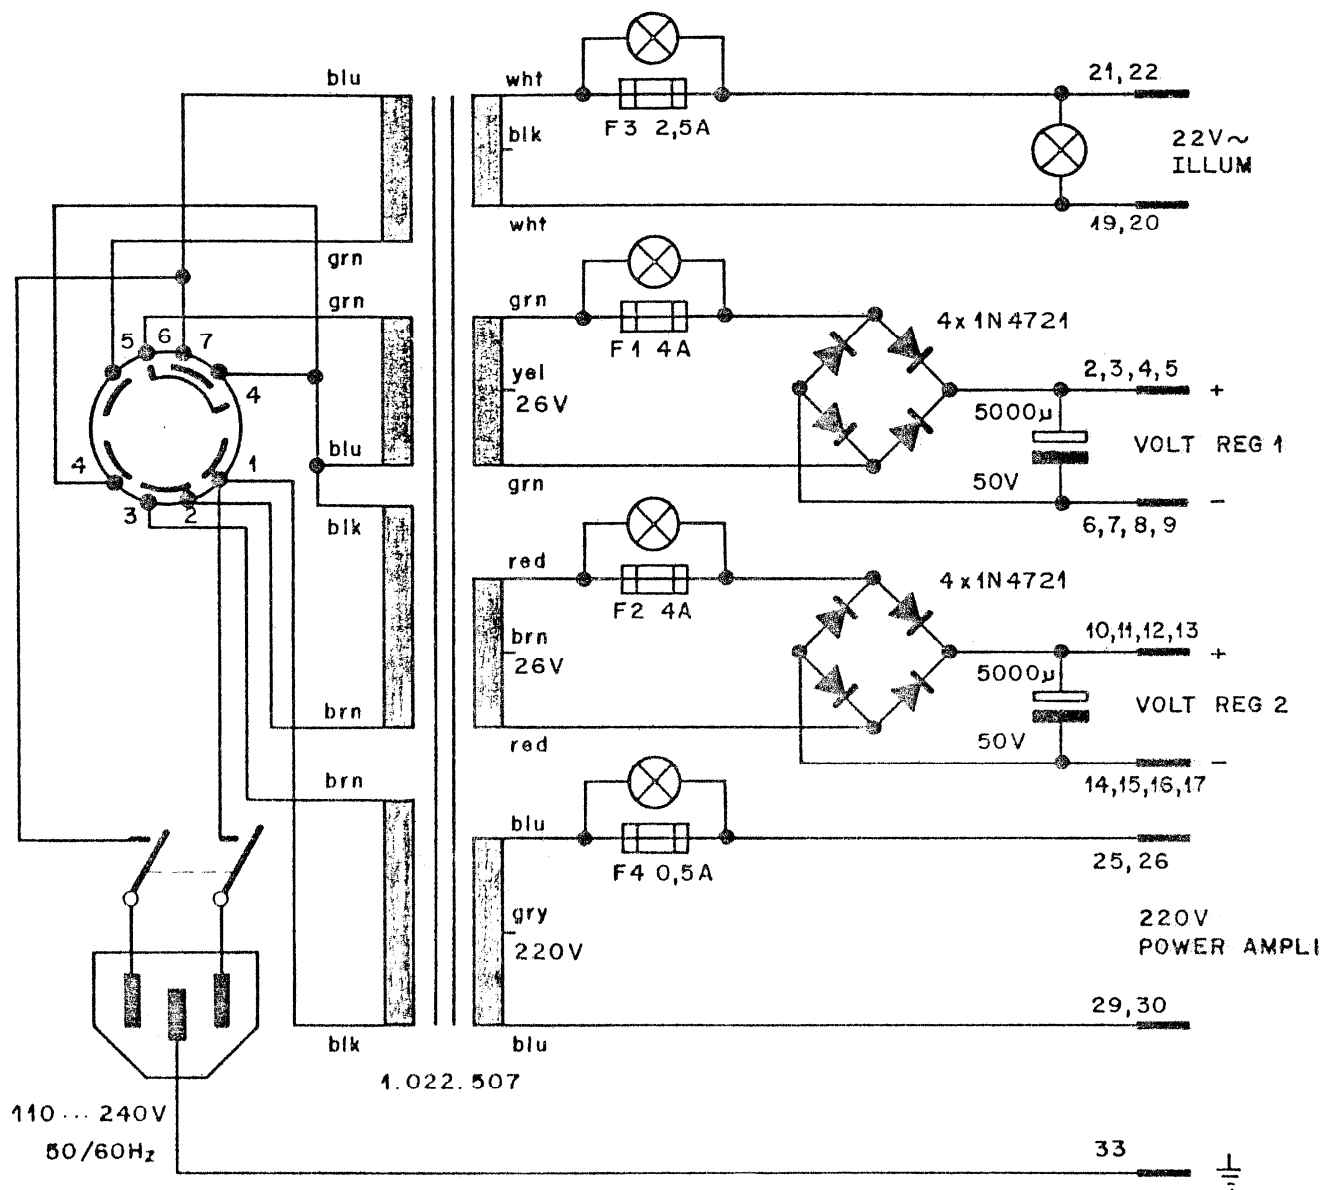 blu
wht
21, 22
F3 2,5A
blk
22V~
ILLUM
wht
19,20
grn
grn
grn
5 6 7
F1 4A
4x1N4721
yel
26V
2,3,4,5
+
4
5000µ
VOLT REG 1
blu
4
1
grn
50V
3
2
blk
6,7,8,9
−
red
F2 4A
4x1N4721
brn
26V
10,11,12,13
+
5000µ
VOLT REG 2
brn
red
50V
14,15,16,17
−
brn
blu
F4 0,5A
25, 26
gry
220V
220V
POWER AMPLI
29,30
blk
blu
1.022.507
110 ... 240V
50/60Hz
33